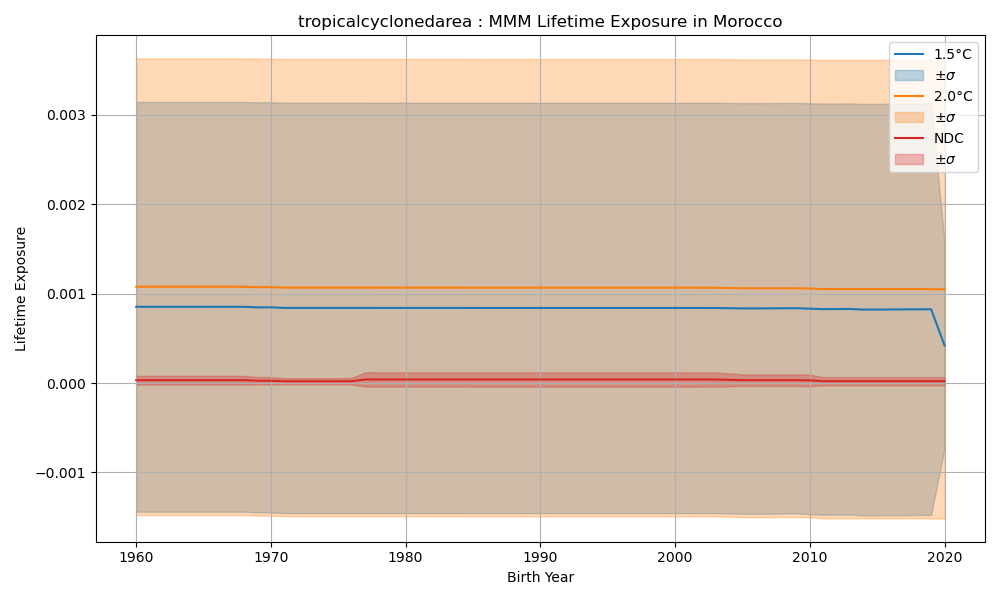 tropicalcyclonedarea : MMM Lifetime Exposure in Morocco
1.5°C
±σ
2.0°C
±σ
NDC
±σ
Lifetime Exposure
0.003
0.002
0.001
0.000
−0.001
1960
1970
1980
1990
2000
2010
2020
Birth Year